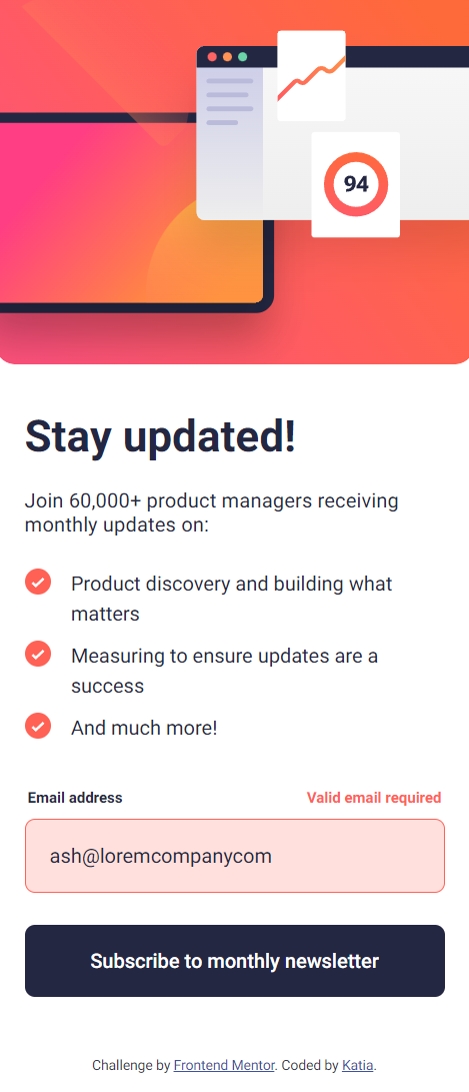 94
Stay updated!
Join 60,000+ product managers receiving
monthly updates on:
Product discovery and building what
matters
Measuring to ensure updates are a
success
And much more!
Email address Valid email required
ash@loremcompanycom
Subscribe to monthly newsletter
Challenge by Frontend Mentor. Coded by Katia.